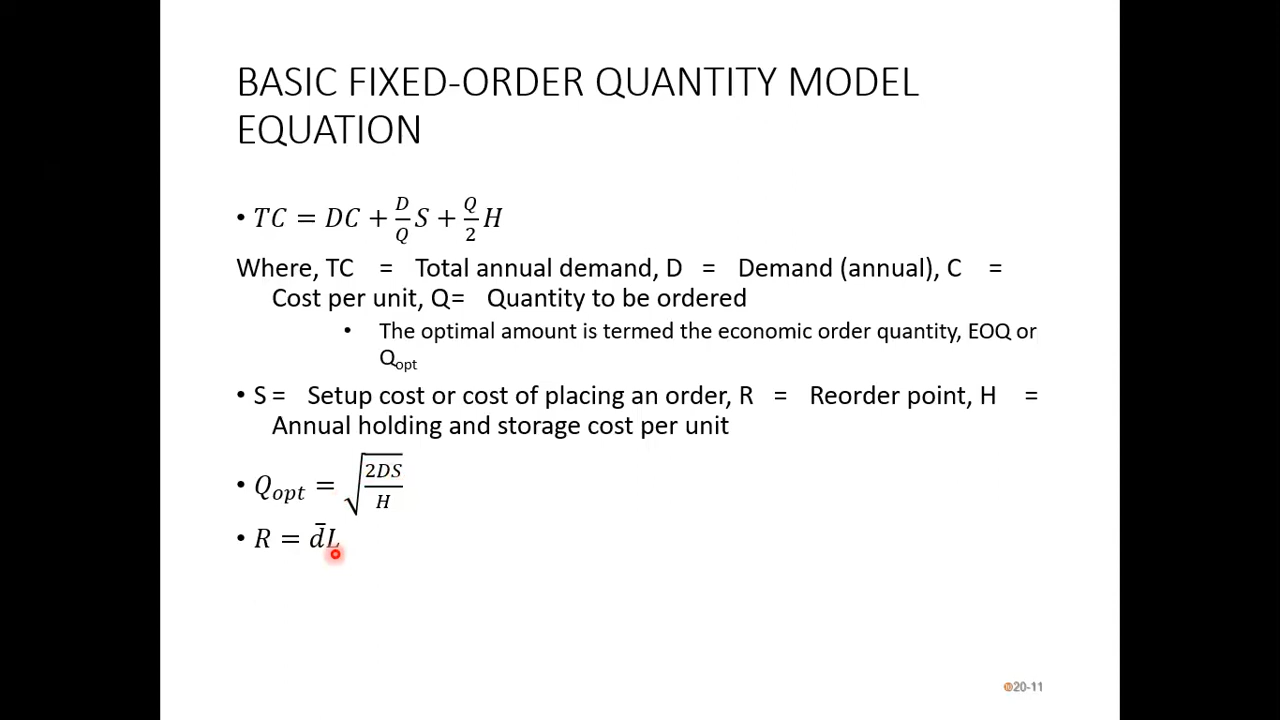 BASIC FIXED-ORDER QUANTITY MODEL
EQUATION
• TC = DC + D/Q S + Q/2 H
Where, TC = Total annual demand, D = Demand (annual), C =
Cost per unit, Q= Quantity to be ordered
• The optimal amount is termed the economic order quantity, EOQ or
Qopt
• S = Setup cost or cost of placing an order, R = Reorder point, H =
Annual holding and storage cost per unit
• Qopt = √(2DS/H)
• R = d̄L
20-11